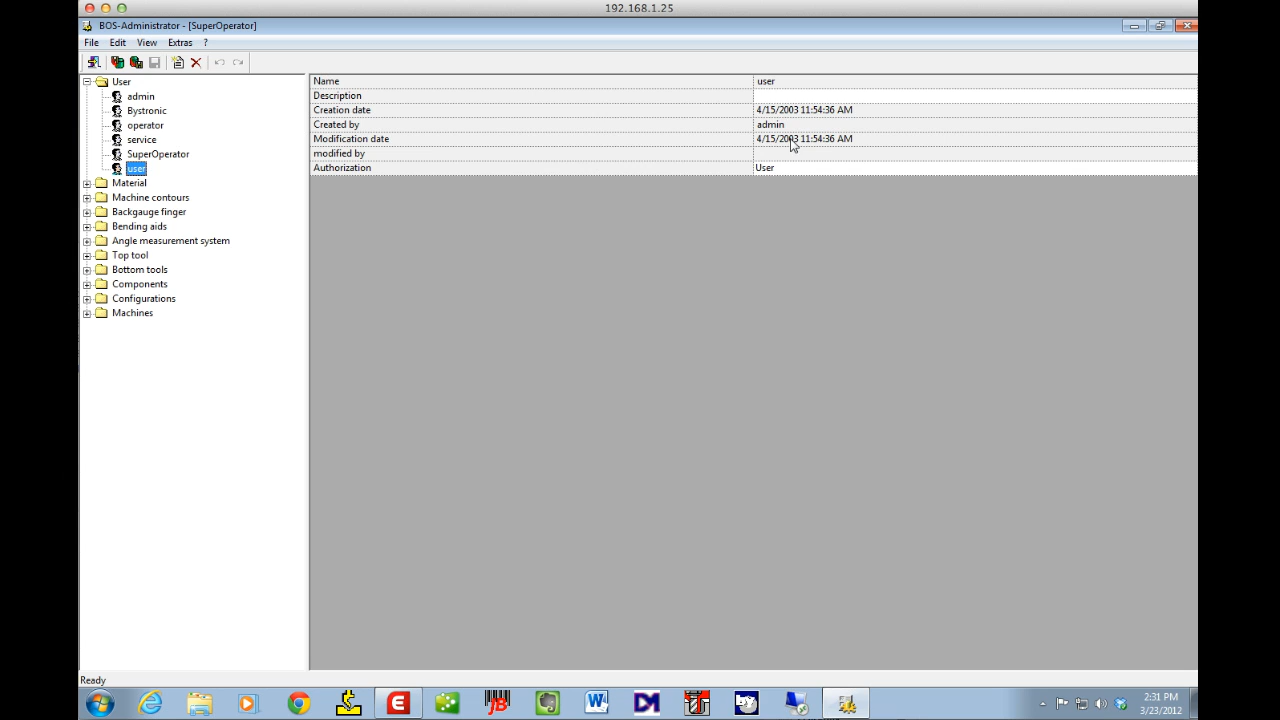 192.168.1.25
BOS-Administrator - [SuperOperator]
File Edit View Extras ?
User
admin
Bystronic
operator
service
SuperOperator
user
Material
Machine contours
Backgauge finger
Bending aids
Angle measurement system
Top tool
Bottom tools
Components
Configurations
Machines
Name user
Description
Creation date 4/15/2003 11:54:36 AM
Created by admin
Modification date 4/15/2003 11:54:36 AM
modified by
Authorization User
Ready
2:31 PM
3/23/2012